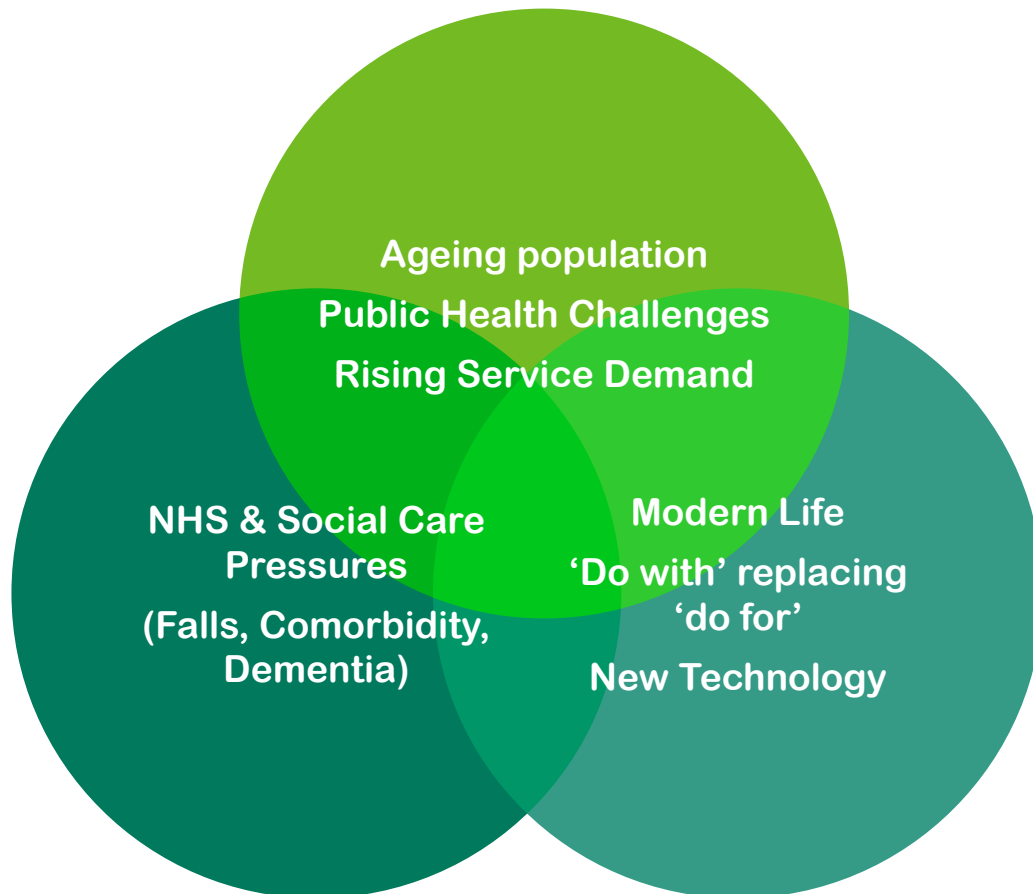 Ageing population
Public Health Challenges
Rising Service Demand
NHS & Social Care
Pressures
(Falls, Comorbidity,
Dementia)
Modern Life
‘Do with’ replacing
‘do for’
New Technology